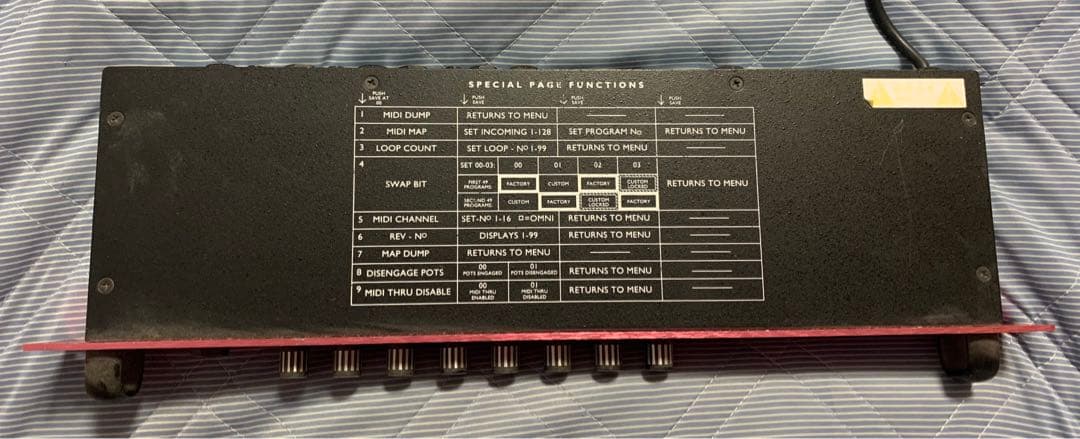 SPECIAL PAGE FUNCTIONS
PUSH SAVE AT 00 PUSH SAVE PUSH SAVE PUSH SAVE
1 MIDI DUMP RETURNS TO MENU
2 MIDI MAP SET INCOMING 1-128 SET PROGRAM No RETURNS TO MENU
3 LOOP COUNT SET LOOP - No 1-99 RETURNS TO MENU
4 SWAP BIT SET 00-03: 00 01 02 03 RETURNS TO MENU
FIRST 49 PROGRAMS: FACTORY CUSTOM FACTORY CUSTOM LOCKED
SECOND 49 PROGRAMS: CUSTOM FACTORY CUSTOM LOCKED FACTORY
5 MIDI CHANNEL SET-No 1-16 =OMNI RETURNS TO MENU
6 REV - No DISPLAYS 1-99 RETURNS TO MENU
7 MAP DUMP RETURNS TO MENU
8 DISENGAGE POTS 00 POTS ENGAGED 01 POTS DISENGAGED RETURNS TO MENU
9 MIDI THRU DISABLE 00 MIDI THRU ENABLED 01 MIDI THRU DISABLED RETURNS TO MENU